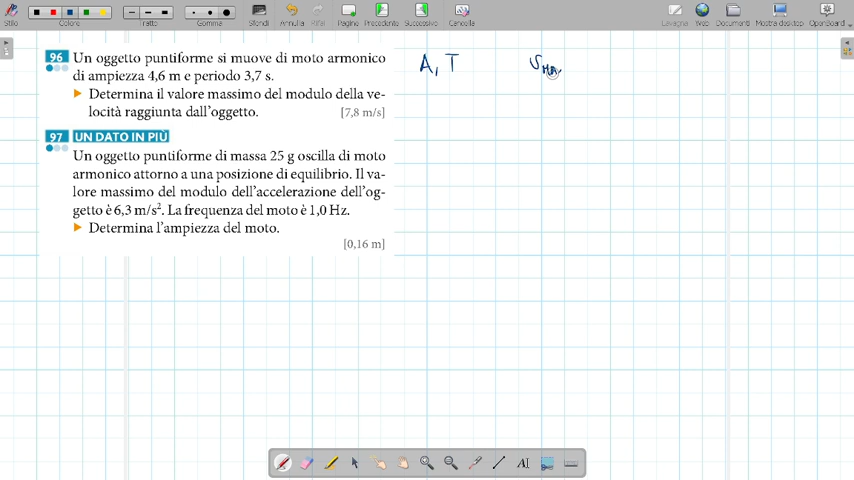 Stilo Colore Tratto Gomma Sfondi Annulla Rifai Pagine Precedente Successivo Cancella Lavagna Web Documenti Mostra desktop OpenBoard
96 Un oggetto puntiforme si muove di moto armonico
di ampiezza 4,6 m e periodo 3,7 s.
Determina il valore massimo del modulo della ve-
locità raggiunta dall'oggetto. [7,8 m/s]
97 UN DATO IN PIÙ
Un oggetto puntiforme di massa 25 g oscilla di moto
armonico attorno a una posizione di equilibrio. Il va-
lore massimo del modulo dell'accelerazione dell'og-
getto è 6,3 m/s². La frequenza del moto è 1,0 Hz.
Determina l'ampiezza del moto.
[0,16 m]
A, T